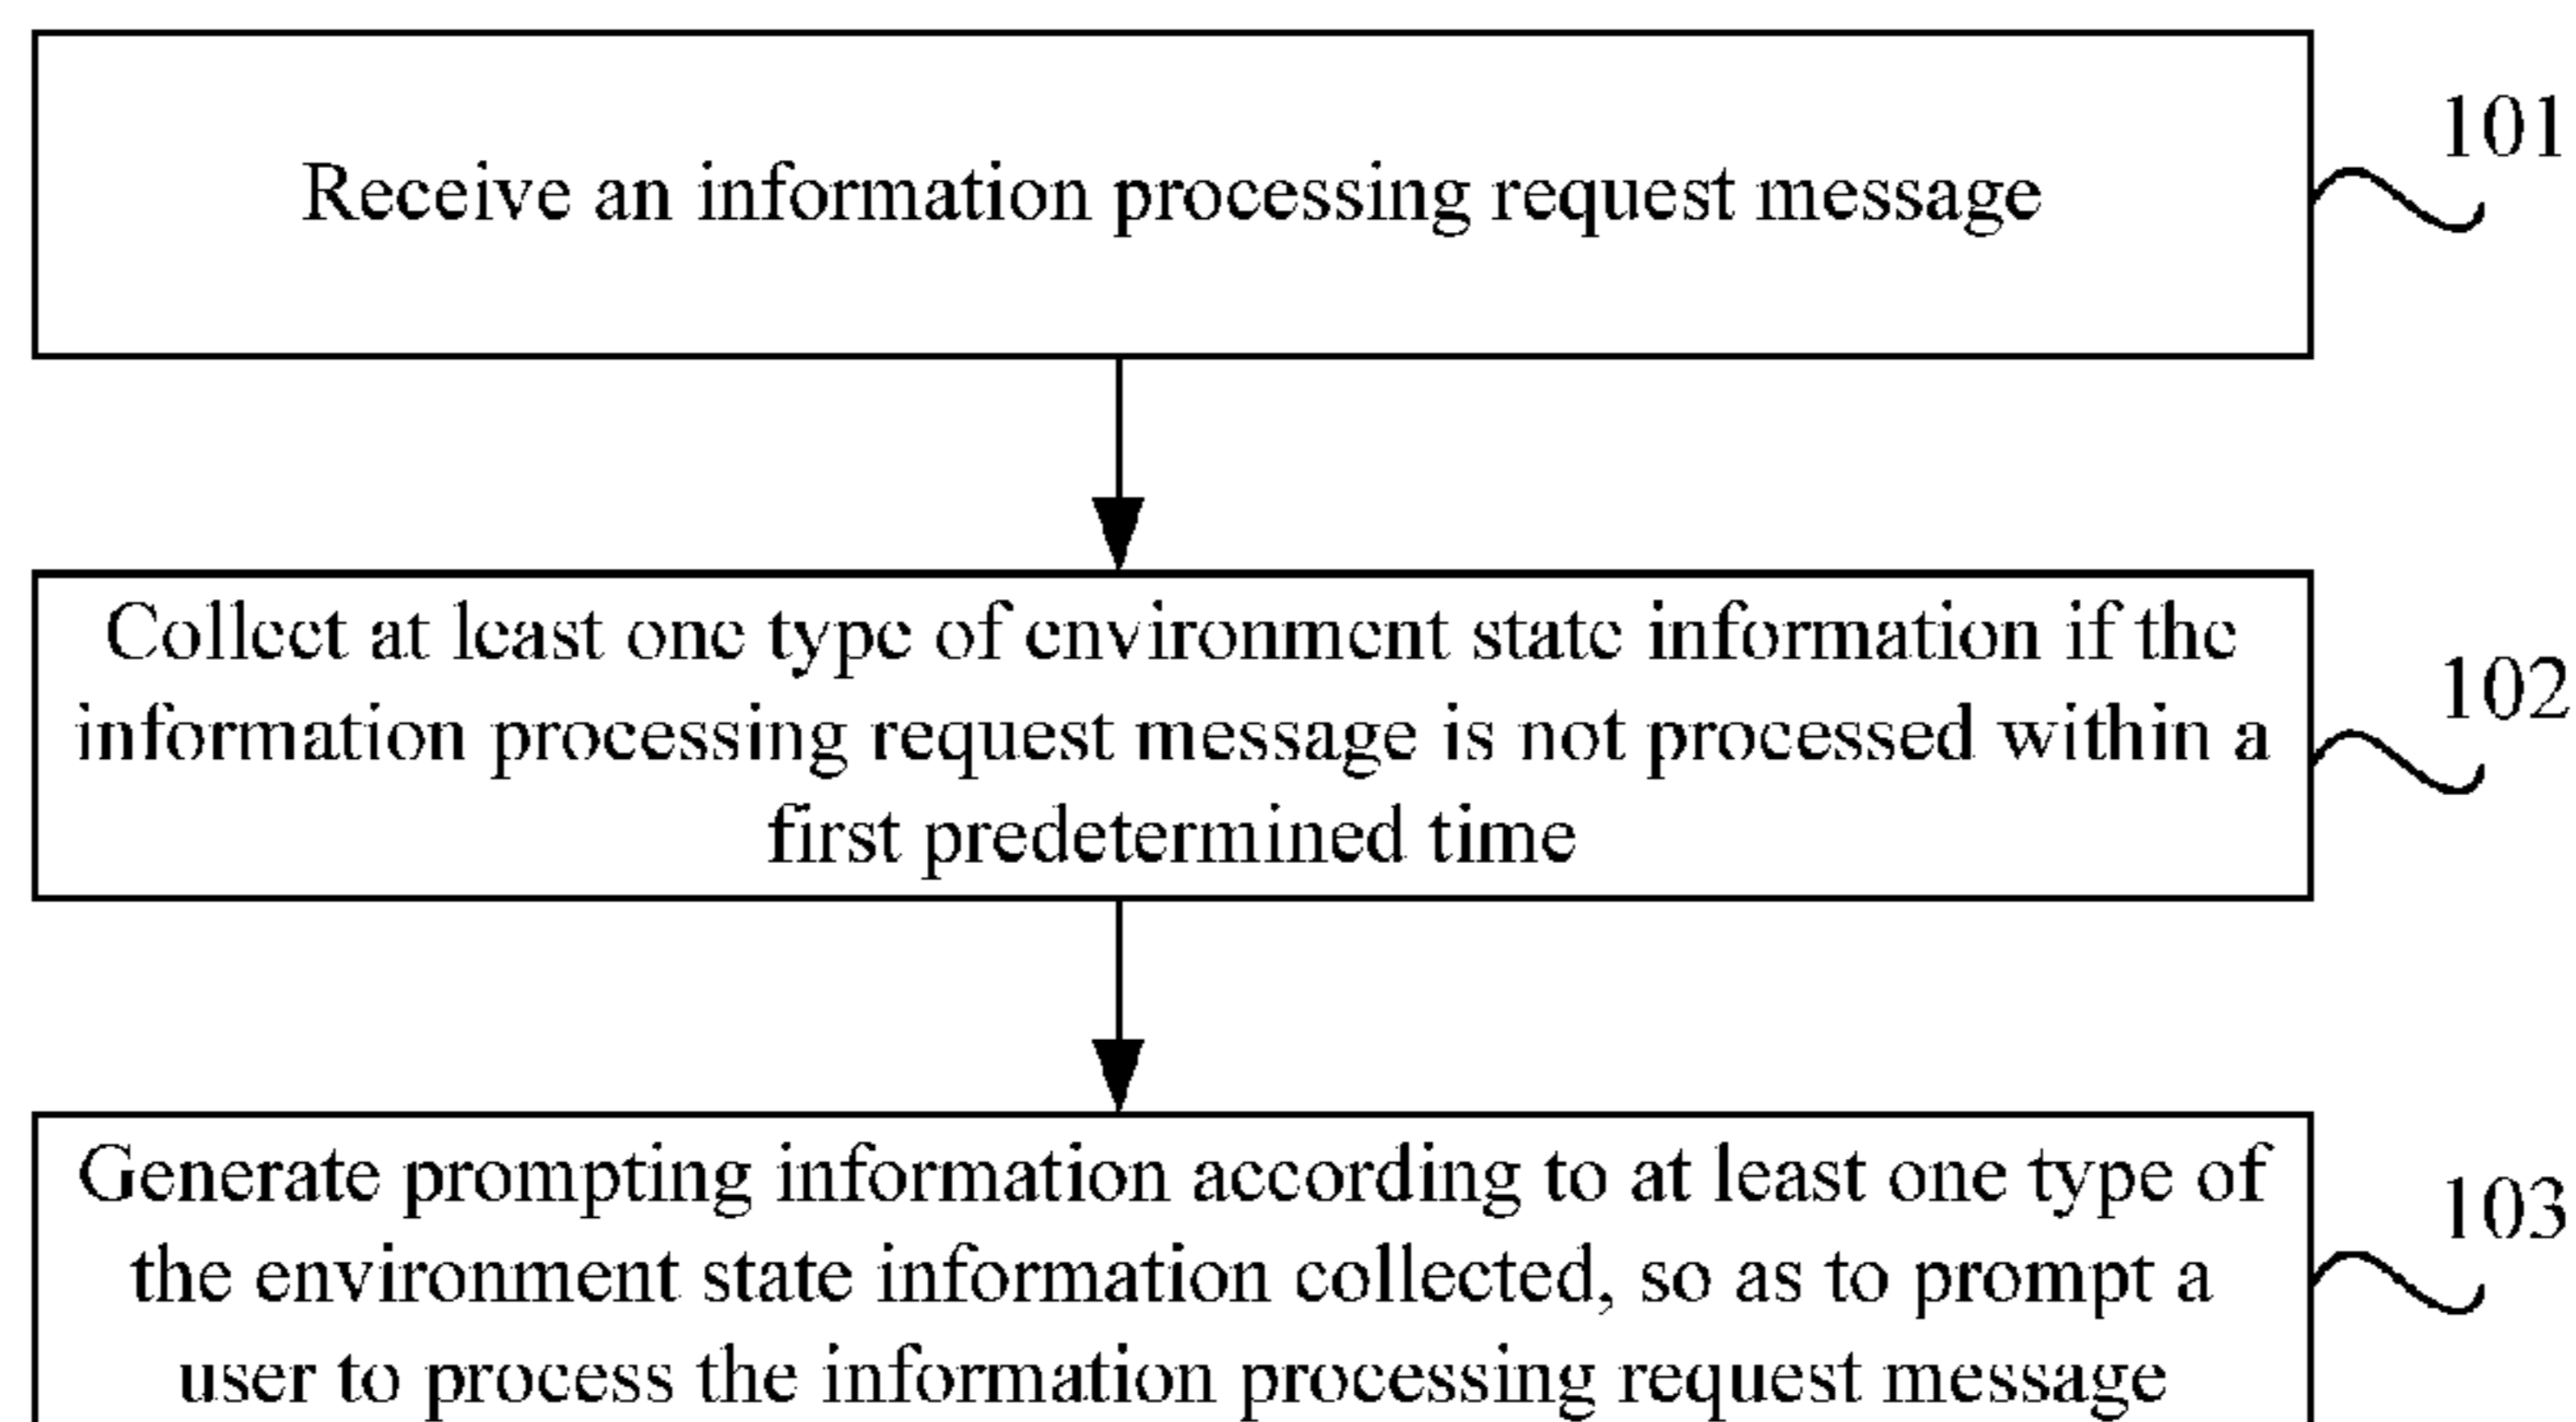 Receive an information processing request message
101
Collect at least one type of environment state information if the
information processing request message is not processed within a
first predetermined time
102
Generate prompting information according to at least one type of
the environment state information collected, so as to prompt a
user to process the information processing request message
103